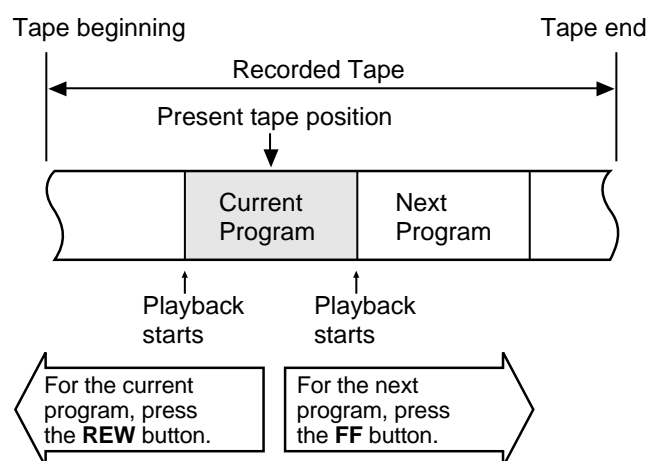 Tape beginning
Tape end
Recorded Tape
Present tape position
Current
Program
Next
Program
Playback
starts
Playback
starts
For the current
program, press
the REW button.
For the next
program, press
the FF button.